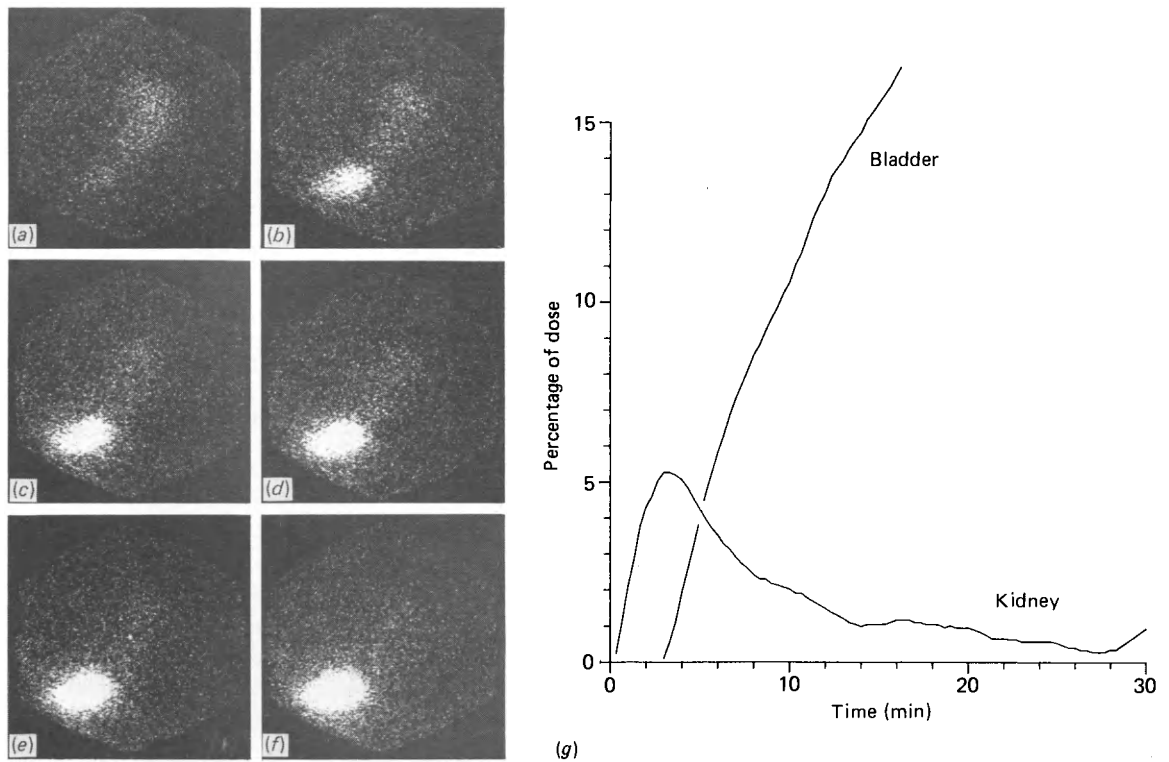 (a)
(b)
(c)
(d)
(e)
(f)
15
10
5
0
Percentage of dose
Bladder
Kidney
0
10
20
30
Time (min)
(g)